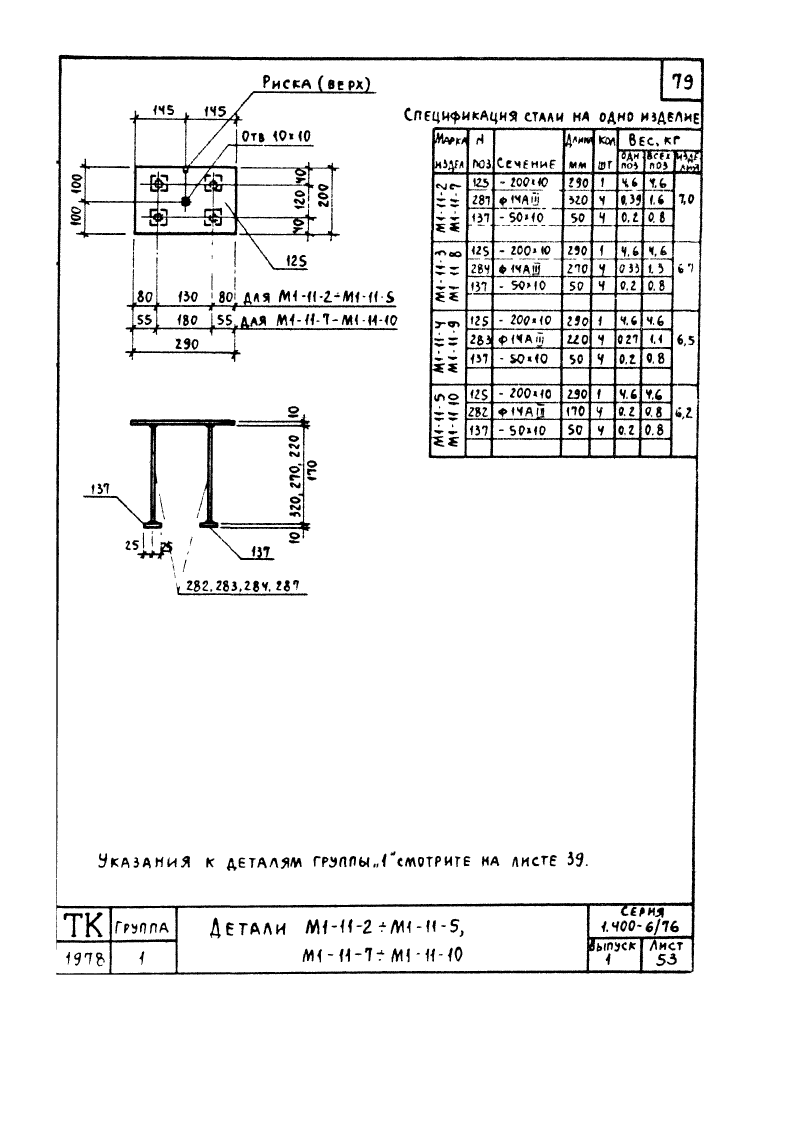 79
Риска (верх)
145 145
Отв 10×10
100 100
40 120 40
200
125
80 130 80 для М1-11-2÷М1-11-5
55 180 55 для М1-11-7-М1-11-10
290
10
320, 270, 220
170
10
137
25 25
137
282, 283, 284, 287
Спецификация стали на одно изделие
Марка издел N поз Сечение Длина мм Кол шт Вес, кг
одн поз всех поз изделия
М1-11-2 М1-11-7
125 - 200×10 290 1 4,6 4,6 7,0
287 ф14АIII 320 4 0,39 1,6
137 - 50×10 50 4 0,2 0,8
М1-11-3 М1 11 8
125 - 200×10 290 1 4,6 4,6 6 7
284 ф14АIII 270 4 0 33 1,3
137 - 50×10 50 4 0,2 0,8
М1-11-4 М1-11-9
125 - 200×10 290 1 4,6 4,6 6,5
283 ф14АIII 220 4 0 27 1,1
137 - 50×10 50 4 0,2 0,8
М1-11-5 М1-11 10
125 - 200×10 290 1 4,6 4,6 6,2
282 ф14АIII 170 4 0,2 0,8
137 - 50×10 50 4 0,2 0,8
Указания к деталям группы „1" смотрите на листе 39.
ТК Группа
1978 1
Детали М1-11-2÷М1-11-5,
М1-11-7÷М1-11-10
Серия
1.400-6/76
Выпуск 1 Лист 53